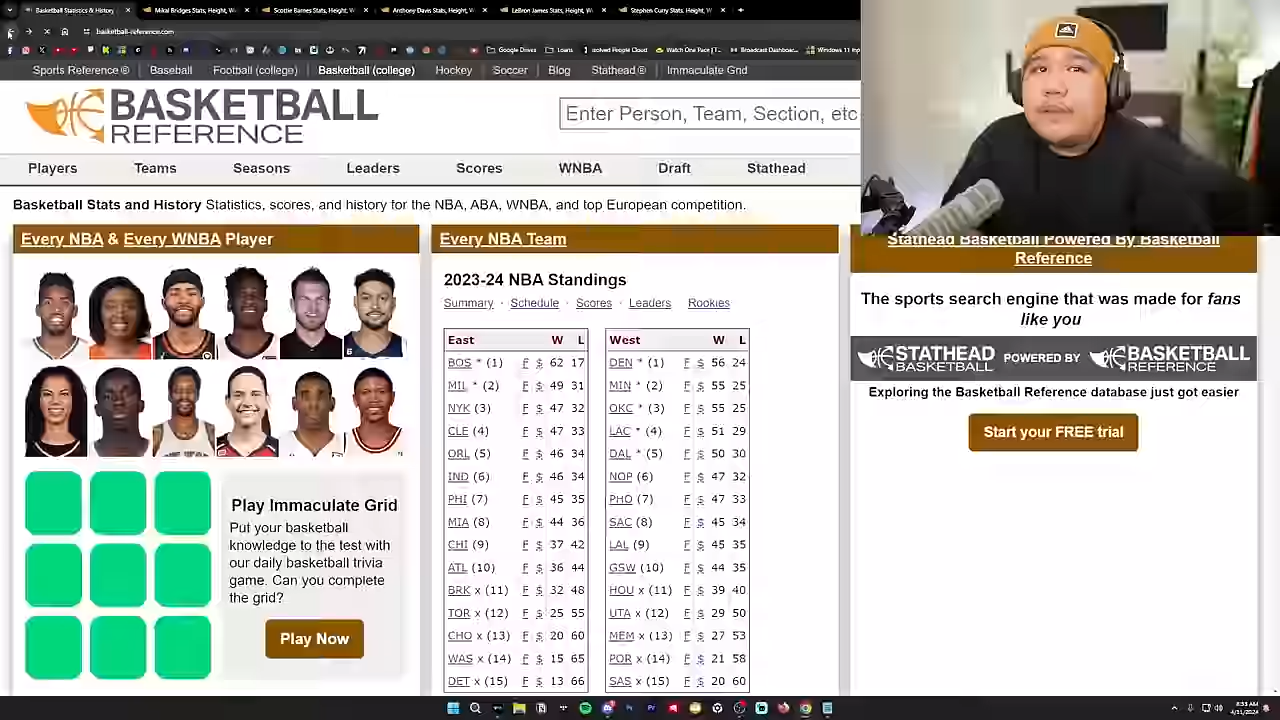 Basketball Statistics & History
Mikal Bridges Stats, Height, W
Scottie Barnes Stats, Height, W
Anthony Davis Stats, Height, W
LeBron James Stats, Height, W
Stephen Curry Stats, Height, W
basketball-reference.com
Google Drives
Loans
Watch One Pace | T...
Broadcast Dashboar...
Sports Reference ®
Baseball
Football (college)
Basketball (college)
Hockey
Soccer
Blog
Stathead ®
Immaculate Grid
BASKETBALL
REFERENCE
Enter Person, Team, Section, etc
Players
Teams
Seasons
Leaders
Scores
WNBA
Draft
Stathead
Basketball Stats and History Statistics, scores, and history for the NBA, ABA, WNBA, and top European competition.
Every NBA & Every WNBA Player
Play Immaculate Grid
Put your basketball
knowledge to the test with
our daily basketball trivia
game. Can you complete
the grid?
Play Now
Every NBA Team
2023-24 NBA Standings
Summary · Schedule · Scores · Leaders · Rookies
East W L
BOS * (1) F $ 62 17
MIL * (2) F $ 49 31
NYK (3) F $ 47 32
CLE (4) F $ 47 33
ORL (5) F $ 46 34
IND (6) F $ 46 34
PHI (7) F $ 45 35
MIA (8) F $ 44 36
CHI (9) F $ 37 42
ATL (10) F $ 36 44
BRK x (11) F $ 32 48
TOR x (12) F $ 25 55
CHO x (13) F $ 20 60
WAS x (14) F $ 15 65
DET x (15) F $ 13 66
West W L
DEN * (1) F $ 56 24
MIN * (2) F $ 55 25
OKC * (3) F $ 55 25
LAC * (4) F $ 51 29
DAL * (5) F $ 50 30
NOP (6) F $ 47 32
PHO (7) F $ 47 33
SAC (8) F $ 45 34
LAL (9) F $ 45 35
GSW (10) F $ 44 35
HOU x (11) F $ 39 40
UTA x (12) F $ 29 50
MEM x (13) F $ 27 53
POR x (14) F $ 21 58
SAS x (15) F $ 20 60
Stathead Basketball Powered By Basketball
Reference
The sports search engine that was made for fans
like you
STATHEAD BASKETBALL POWERED BY BASKETBALL REFERENCE
Exploring the Basketball Reference database just got easier
Start your FREE trial
8:53 AM
4/11/2024